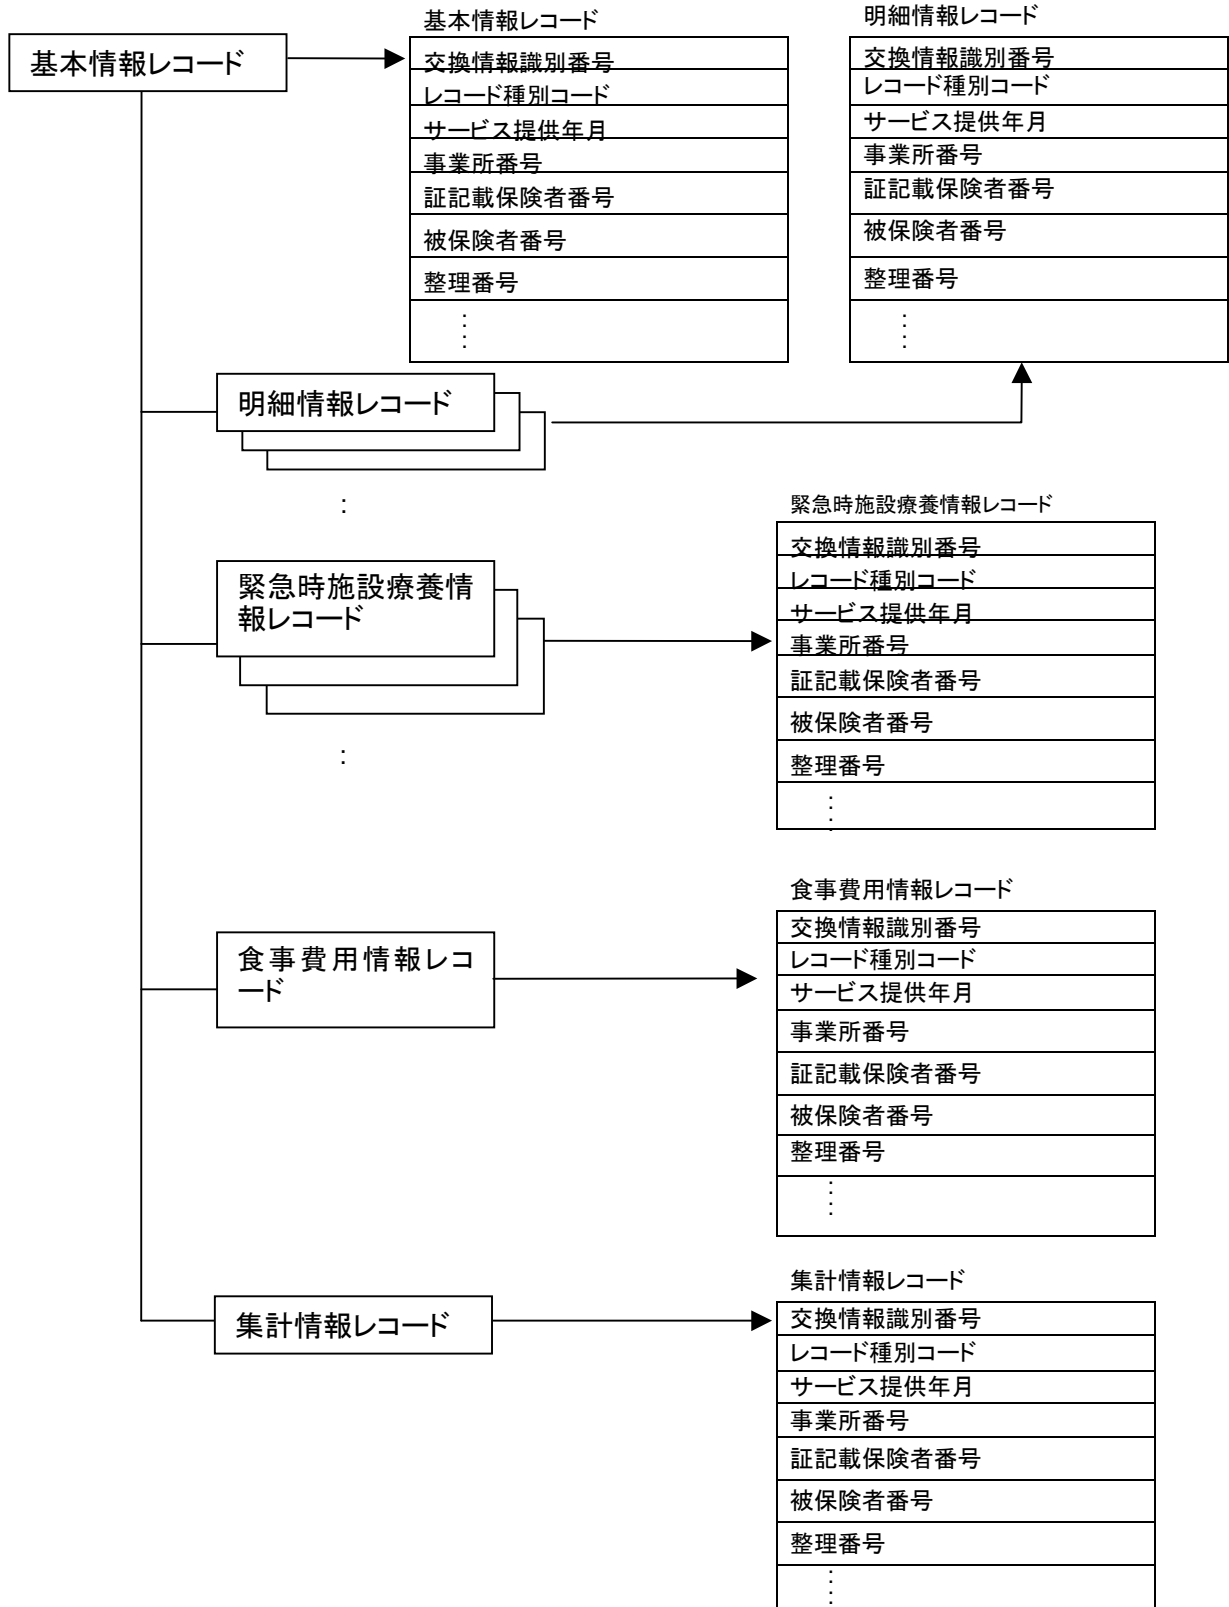 基本情報レコード
基本情報レコード
交換情報識別番号
レコード種別コード
サービス提供年月
事業所番号
証記載保険者番号
被保険者番号
整理番号
:
:
明細情報レコード
交換情報識別番号
レコード種別コード
サービス提供年月
事業所番号
証記載保険者番号
被保険者番号
整理番号
:
:
明細情報レコード
:
緊急時施設療養情
報レコード
:
緊急時施設療養情報レコード
交換情報識別番号
レコード種別コード
サービス提供年月
事業所番号
証記載保険者番号
被保険者番号
整理番号
:
:
食事費用情報レコ
ード
食事費用情報レコード
交換情報識別番号
レコード種別コード
サービス提供年月
事業所番号
証記載保険者番号
被保険者番号
整理番号
:
:
集計情報レコード
集計情報レコード
交換情報識別番号
レコード種別コード
サービス提供年月
事業所番号
証記載保険者番号
被保険者番号
整理番号
:
: